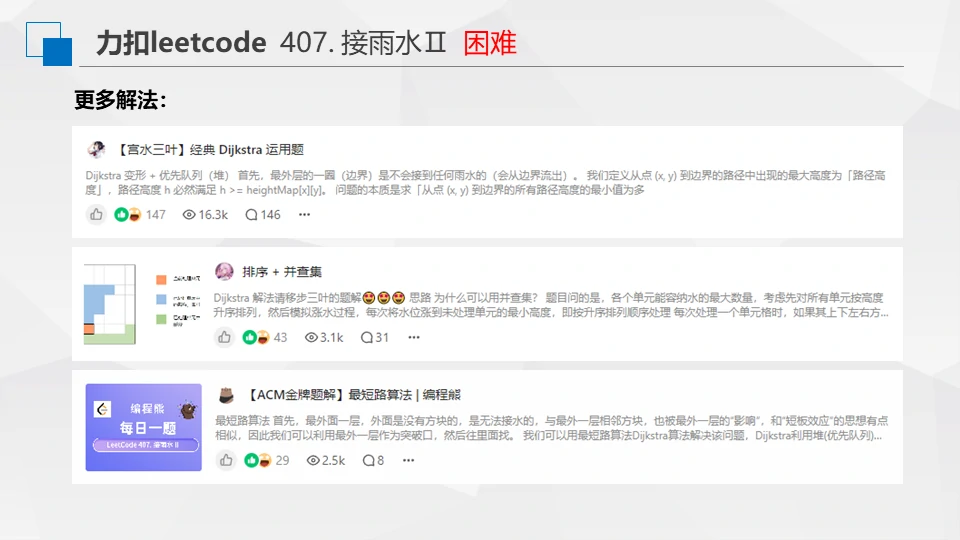 力扣leetcode 407. 接雨水Ⅱ 困难
更多解法：
【宫水三叶】经典 Dijkstra 运用题
Dijkstra 变形 + 优先队列（堆） 首先，最外层的一圈（边界）是不会接到任何雨水的（会从边界流出）。 我们定义从点 (x, y) 到边界的路径中出现的最大高度为「路径高
度」，路径高度 h 必然满足 h >= heightMap[x][y]。 问题的本质是求「从点 (x, y) 到边界的所有路径高度的最小值为多
147 16.3k 146 ···
排序 + 并查集
Dijkstra 解法请移步三叶的题解😍😍😍 思路 为什么可以用并查集？ 题目问的是，各个单元能容纳水的最大数量，考虑先对所有单元按高度
升序排列，然后模拟涨水过程，每次将水位涨到未处理单元的最小高度，即按升序排列顺序处理 每次处理一个单元格时，如果其上下左右方...
43 3.1k 31 ···
编程熊
每日一题
LeetCode 407. 接雨水 II
【ACM金牌题解】最短路算法 | 编程熊
最短路算法 首先，最外面一层，外面是没有方块的，是无法接水的，与最外一层相邻方块，也被最外一层的“影响”，和“短板效应”的思想有点
相似，因此我们可以利用最外一层作为突破口，然后往里面找。 我们可以用最短路算法Dijkstra算法解决该问题，Dijkstra利用堆(优先队列)...
29 2.5k 8 ···